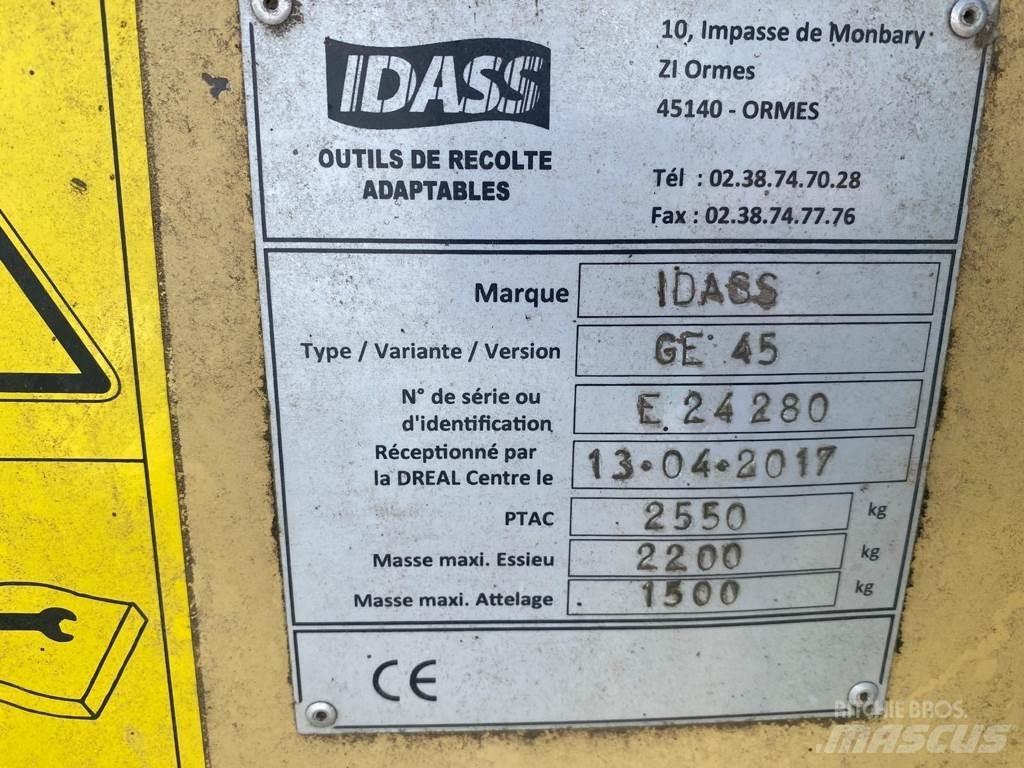 IDASS
OUTILS DE RECOLTE
ADAPTABLES
10, Impasse de Monbary
ZI Ormes
45140 - ORMES
Tél : 02.38.74.70.28
Fax : 02.38.74.77.76
Marque IDASS
Type / Variante / Version GE 45
N° de série ou
d'identification E 24280
Réceptionné par
la DREAL Centre le 13.04.2017
PTAC 2550 kg
Masse maxi. Essieu 2200 kg
Masse maxi. Attelage 1500 kg
CE
RITCHIE BROS.
MASCUS